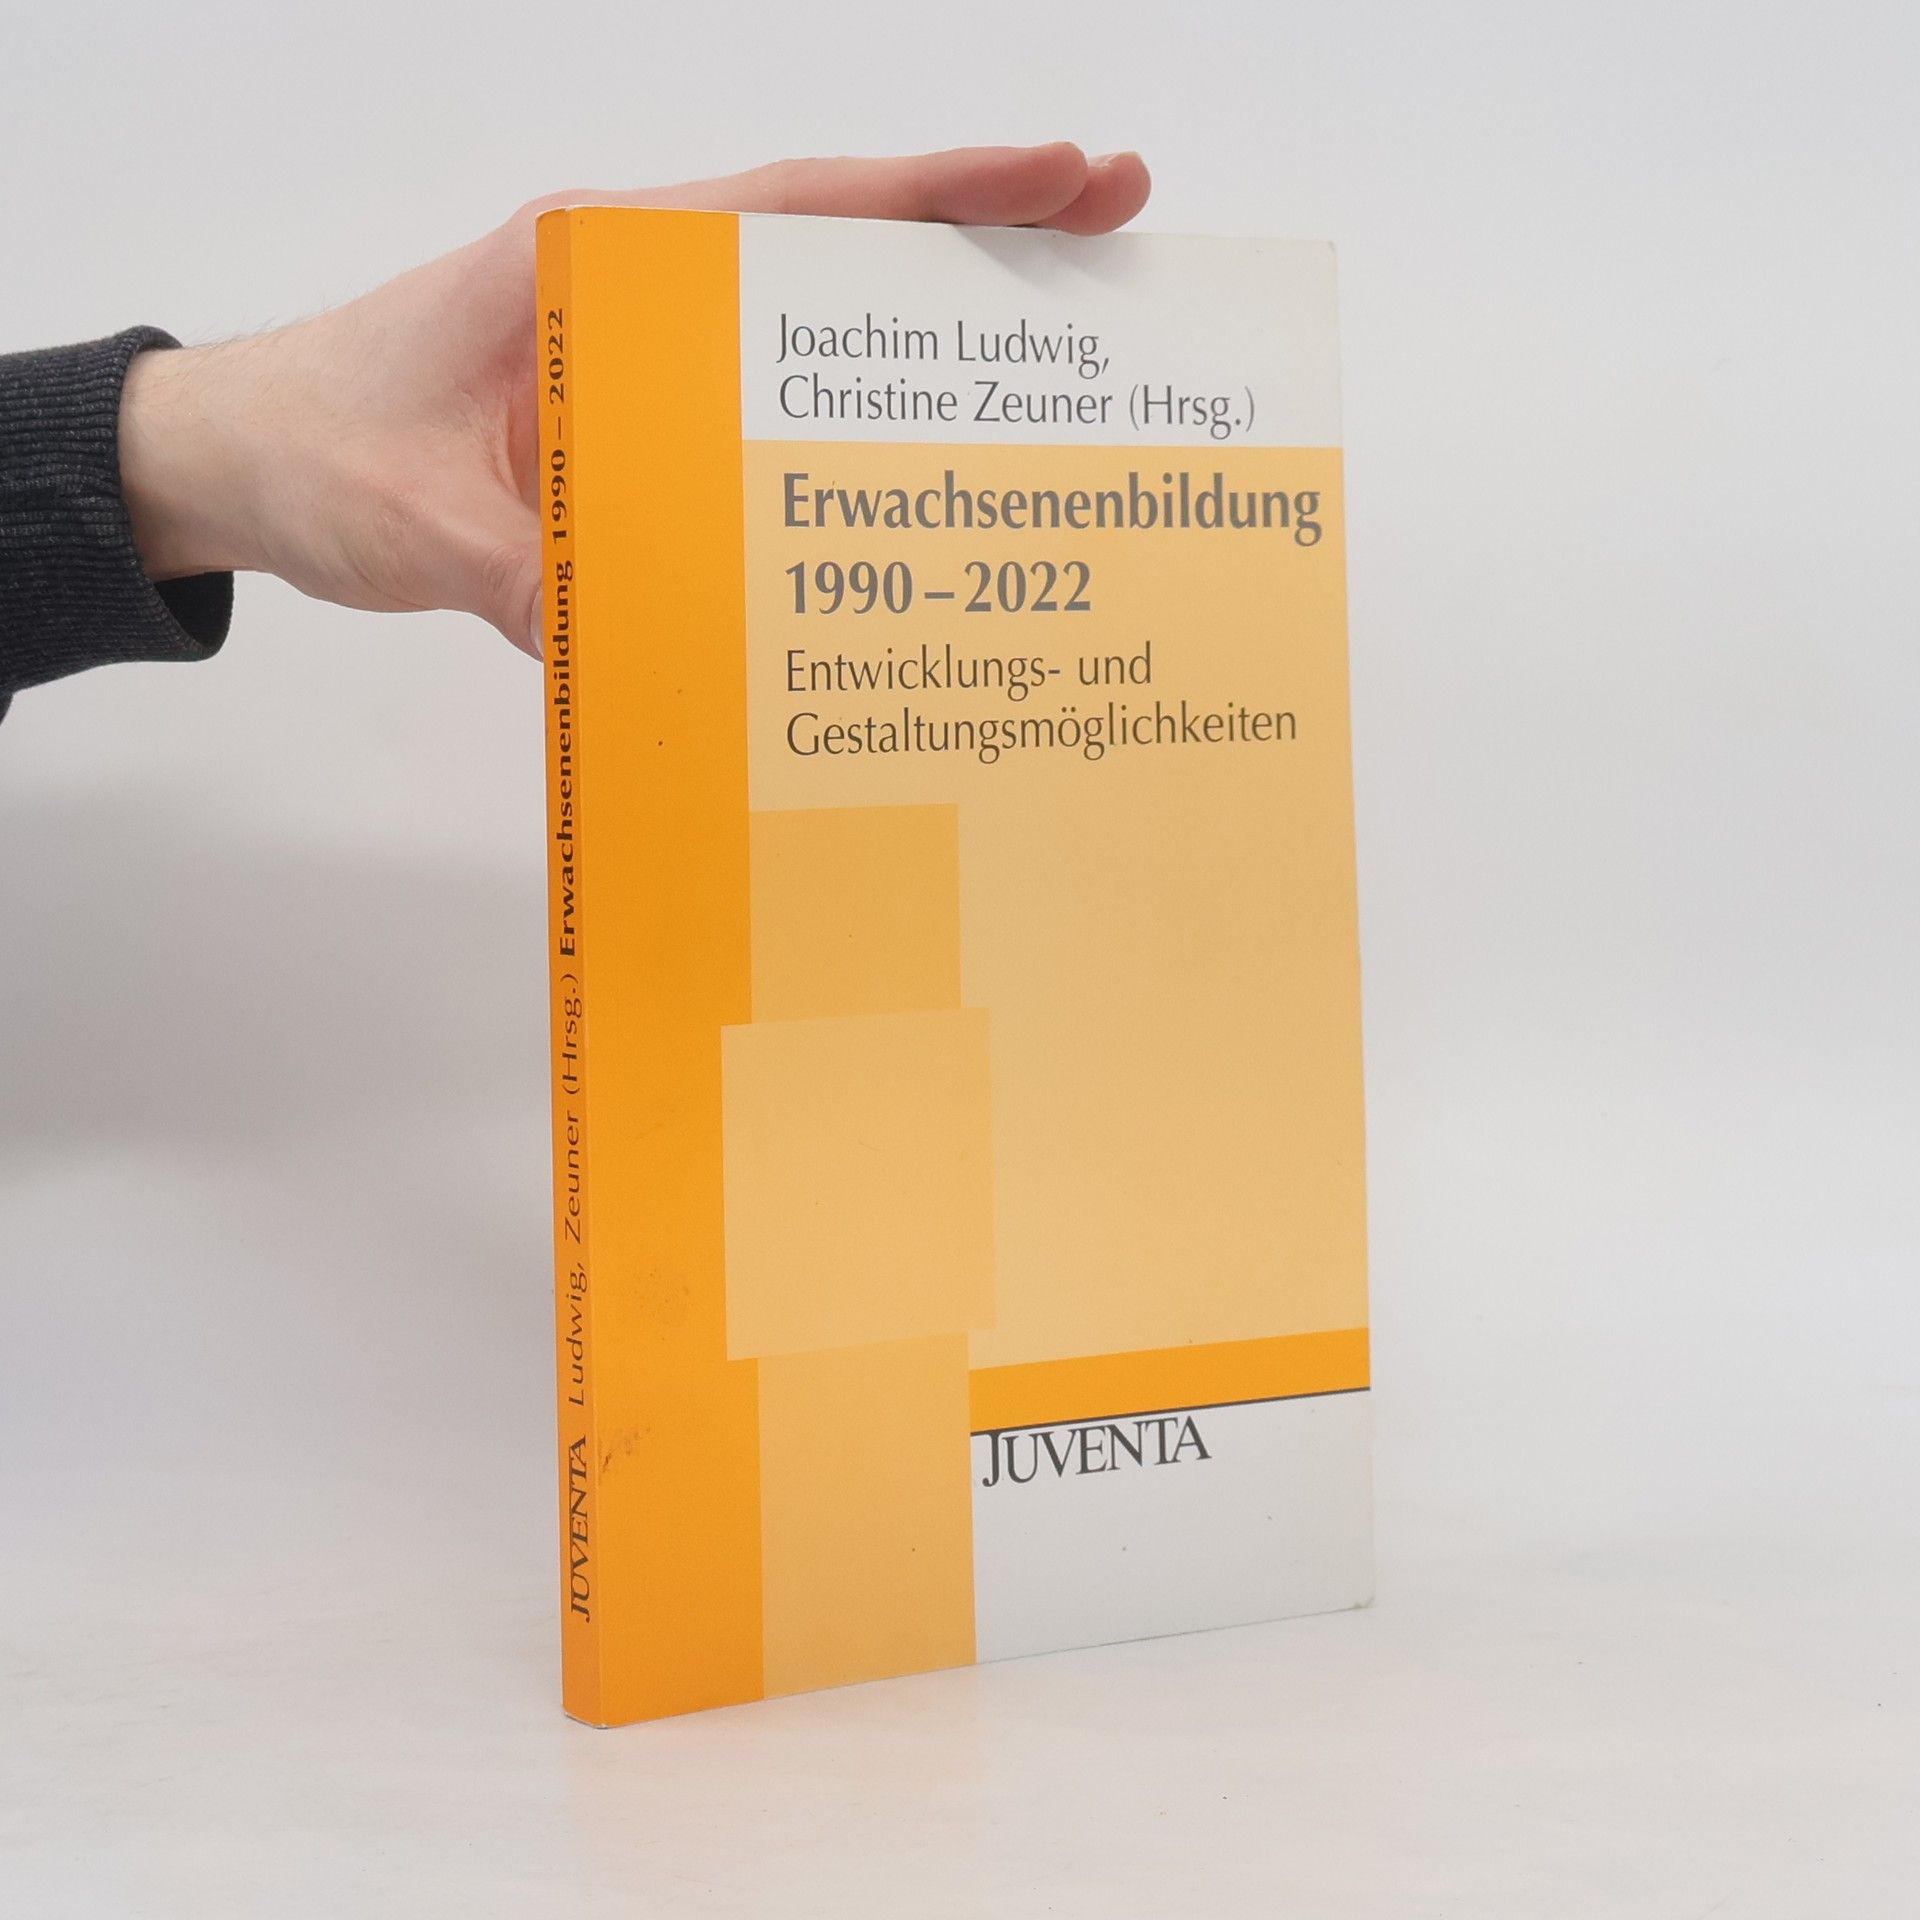 Joachim Ludwig,
Christine Zeuner (Hrsg.)
Erwachsenenbildung
1990 – 2022
Entwicklungs- und
Gestaltungsmöglichkeiten
JUVENTA
JUVENTA Ludwig, Zeuner (Hrsg.) Erwachsenenbildung 1990 – 2022